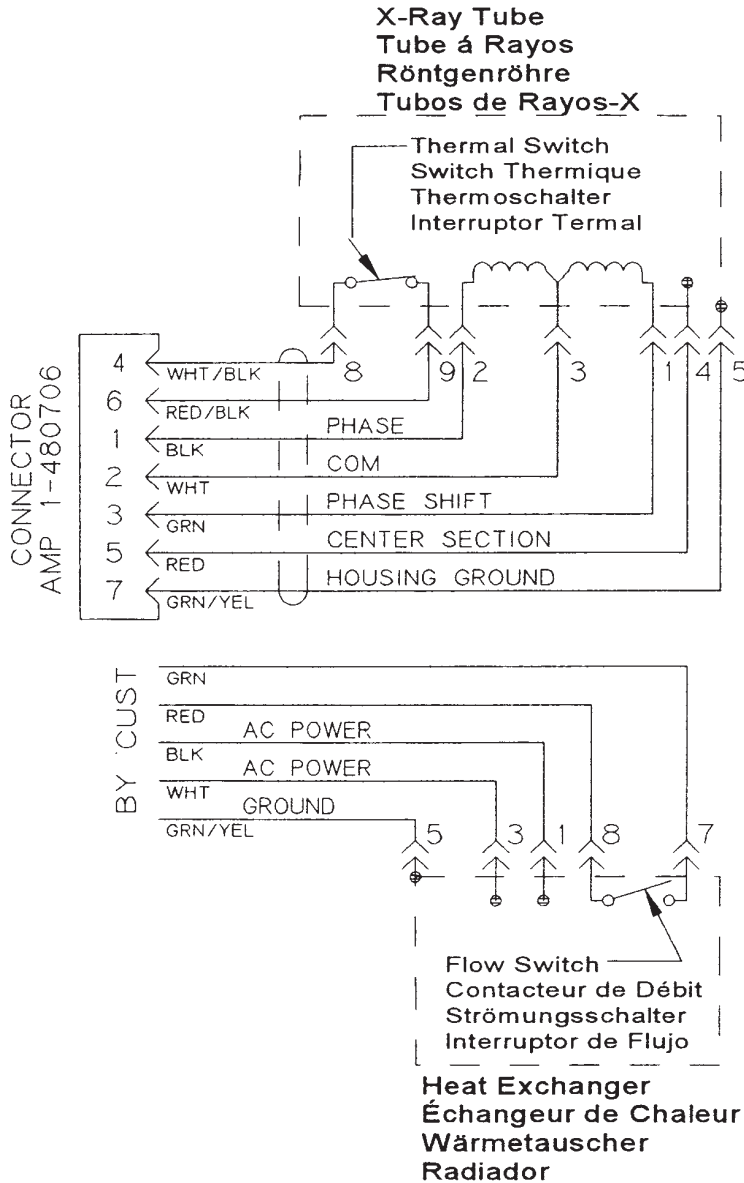 X-Ray Tube
Tube á Rayos
Röntgenröhre
Tubos de Rayos-X
Thermal Switch
Switch Thermique
Thermoschalter
Interruptor Termal
CONNECTOR
AMP 1-480706
4
WHT/BLK
8
9
2
3
1
4
5
6
RED/BLK
1
BLK
PHASE
2
WHT
COM
3
GRN
PHASE SHIFT
5
RED
CENTER SECTION
7
GRN/YEL
HOUSING GROUND
BY CUST
GRN
RED
AC POWER
BLK
AC POWER
WHT
GROUND
GRN/YEL
5
3
1
8
7
Flow Switch
Contacteur de Débit
Strömungsschalter
Interruptor de Flujo
Heat Exchanger
Échangeur de Chaleur
Wärmetauscher
Radiador